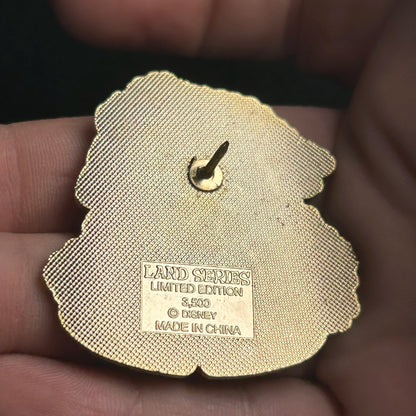 LAND SERIES
LIMITED EDITION
3,500
© DISNEY
MADE IN CHINA